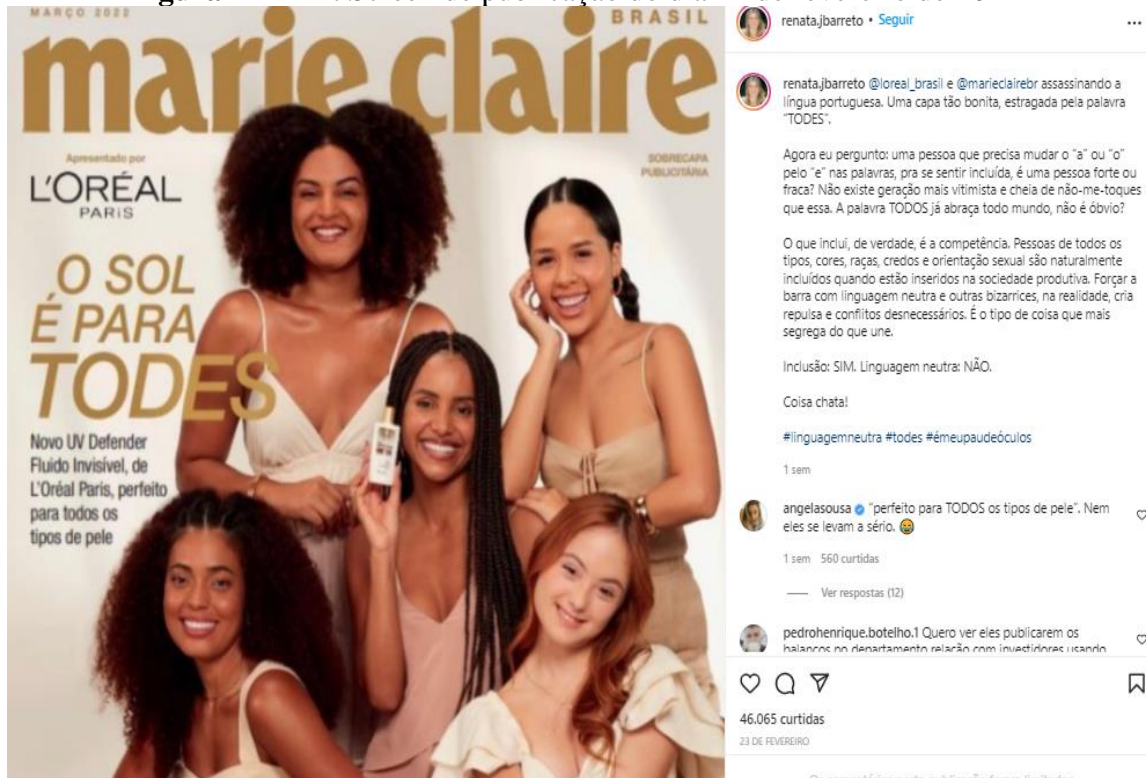 MARÇO 2022
BRASIL
marie claire
Apresentado por
L'ORÉAL
PARIS
SOBRECAPA
PUBLICITÁRIA
O SOL
É PARA
TODES
Novo UV Defender
Fluido Invisível, de
L'Oréal Paris, perfeito
para todos os
tipos de pele
renata.jbarreto • Seguir
renata.jbarreto @loreal_brasil e @marieclairebr assassinando a
língua portuguesa. Uma capa tão bonita, estragada pela palavra
"TODES".
Agora eu pergunto: uma pessoa que precisa mudar o "a" ou "o"
pelo "e" nas palavras, pra se sentir incluída, é uma pessoa forte ou
fraca? Não existe geração mais vitimista e cheia de não-me-toques
que essa. A palavra TODOS já abraça todo mundo, não é óbvio?
O que inclui, de verdade, é a competência. Pessoas de todos os
tipos, cores, raças, credos e orientação sexual são naturalmente
incluídos quando estão inseridos na sociedade produtiva. Forçar a
barra com linguagem neutra e outras bizarrices, na realidade, cria
repulsa e conflitos desnecessários. É o tipo de coisa que mais
segrega do que une.
Inclusão: SIM. Linguagem neutra: NÃO.
Coisa chata!
#linguagemneutra #todes #émeupaudeóculos
1 sem
angelasousa "perfeito para TODOS os tipos de pele". Nem
eles se levam a sério. 😂
1 sem 560 curtidas
Ver respostas (12)
pedrohenrique.botelho.1 Quero ver eles publicarem os
balanços no departamento relação com investidores usando
46.065 curtidas
23 DE FEVEREIRO